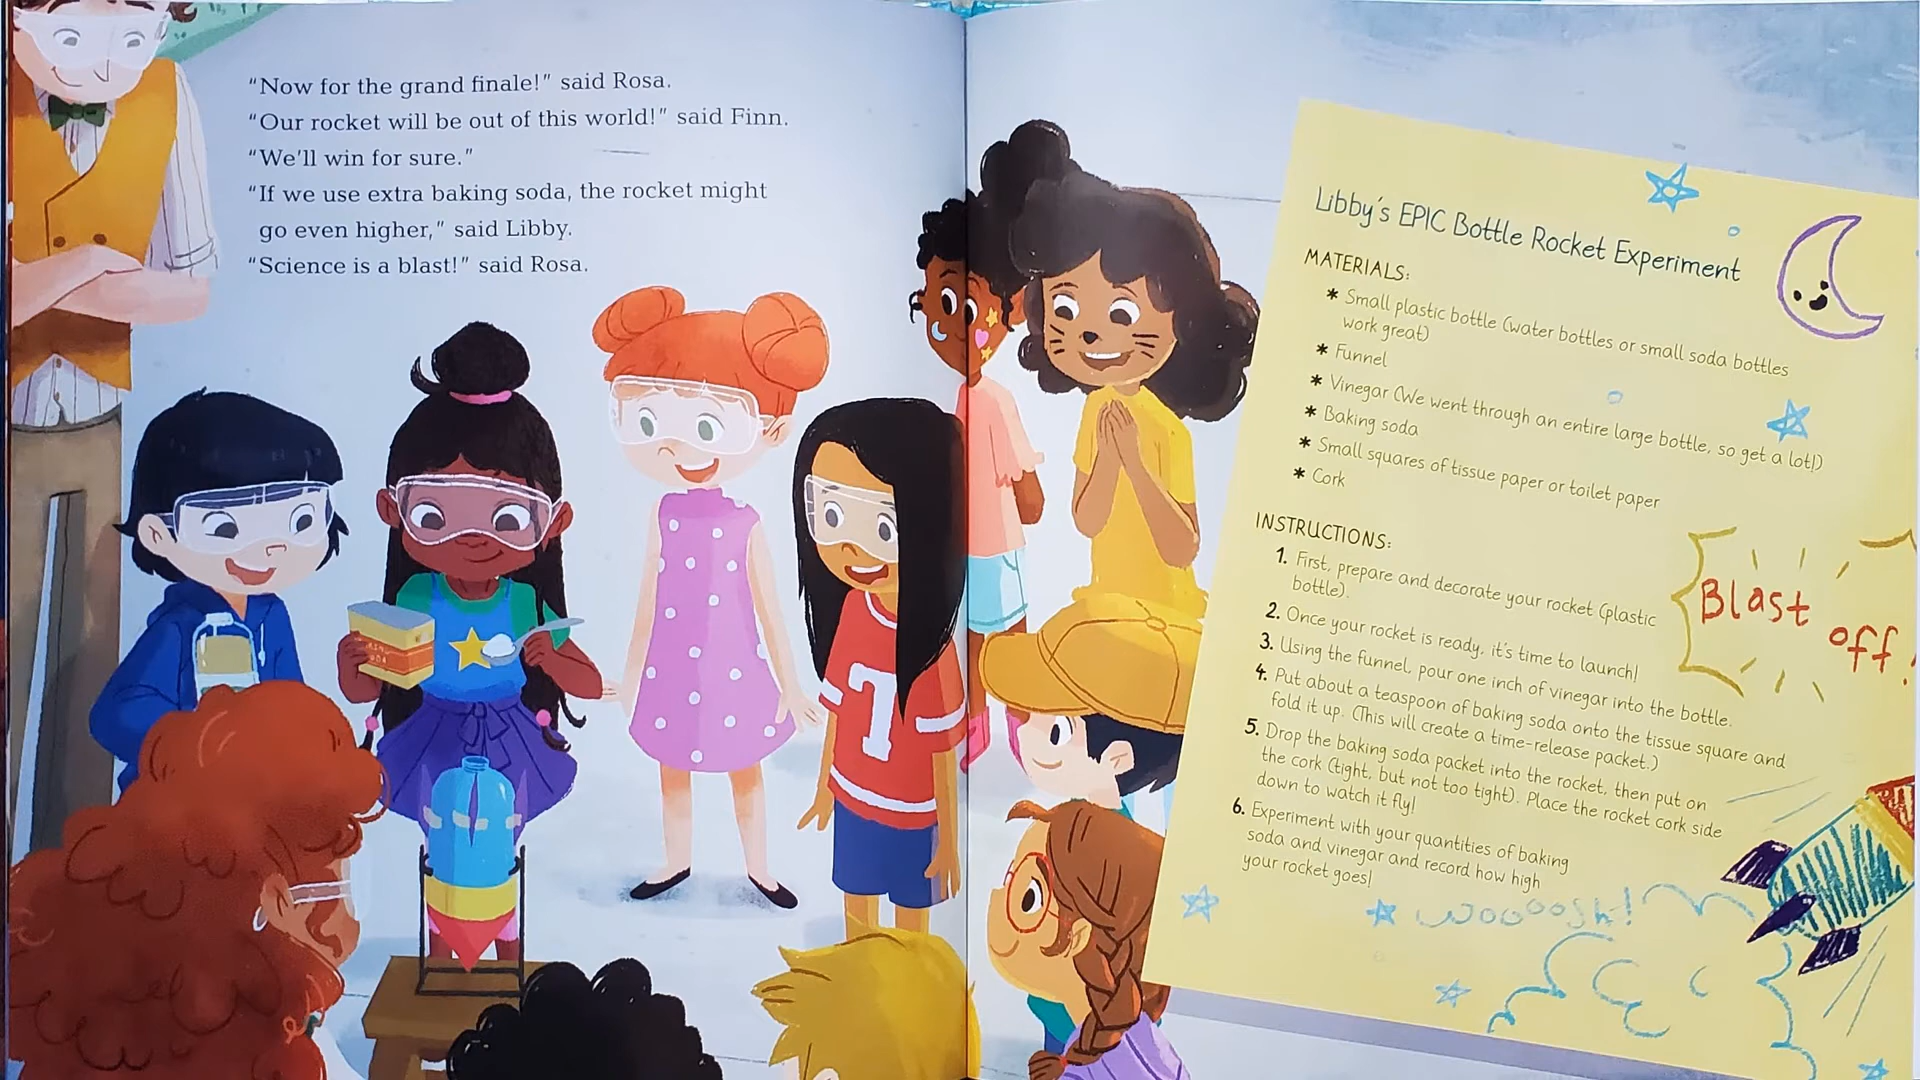 “Now for the grand finale!” said Rosa.
“Our rocket will be out of this world!” said Finn.
“We’ll win for sure.”
“If we use extra baking soda, the rocket might
go even higher,” said Libby.
“Science is a blast!” said Rosa.
SODA
7
Libby’s EPIC Bottle Rocket Experiment
MATERIALS:
* Small plastic bottle (water bottles or small soda bottles
work great)
* Funnel
* Vinegar (We went through an entire large bottle, so get a lot!)
* Baking soda
* Small squares of tissue paper or toilet paper
* Cork
INSTRUCTIONS:
1. First, prepare and decorate your rocket (plastic
bottle).
2. Once your rocket is ready, it’s time to launch!
3. Using the funnel, pour one inch of vinegar into the bottle.
4. Put about a teaspoon of baking soda onto the tissue square and
fold it up. (This will create a time-release packet.)
5. Drop the baking soda packet into the rocket, then put on
the cork (tight, but not too tight). Place the rocket cork side
down to watch it fly!
6. Experiment with your quantities of baking
soda and vinegar and record how high
your rocket goes!
Blast
off!
woooosh!